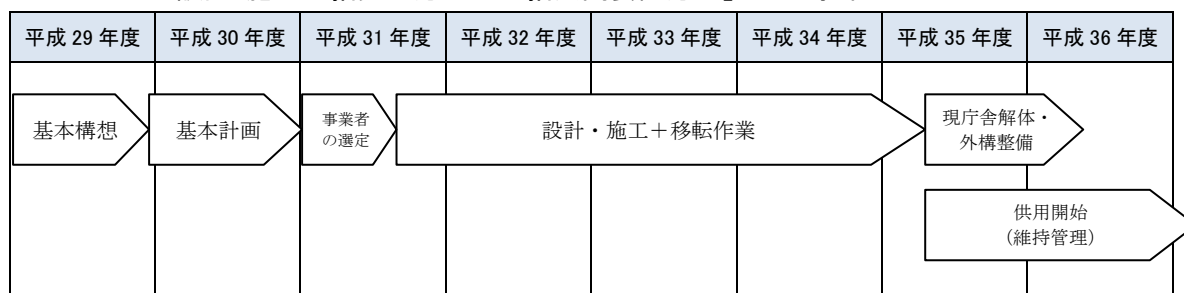 平成 29 年度 平成 30 年度 平成 31 年度 平成 32 年度 平成 33 年度 平成 34 年度 平成 35 年度 平成 36 年度
基本構想
基本計画
事業者
の選定
設計・施工+移転作業
現庁舎解体・
外構整備
供用開始
(維持管理)